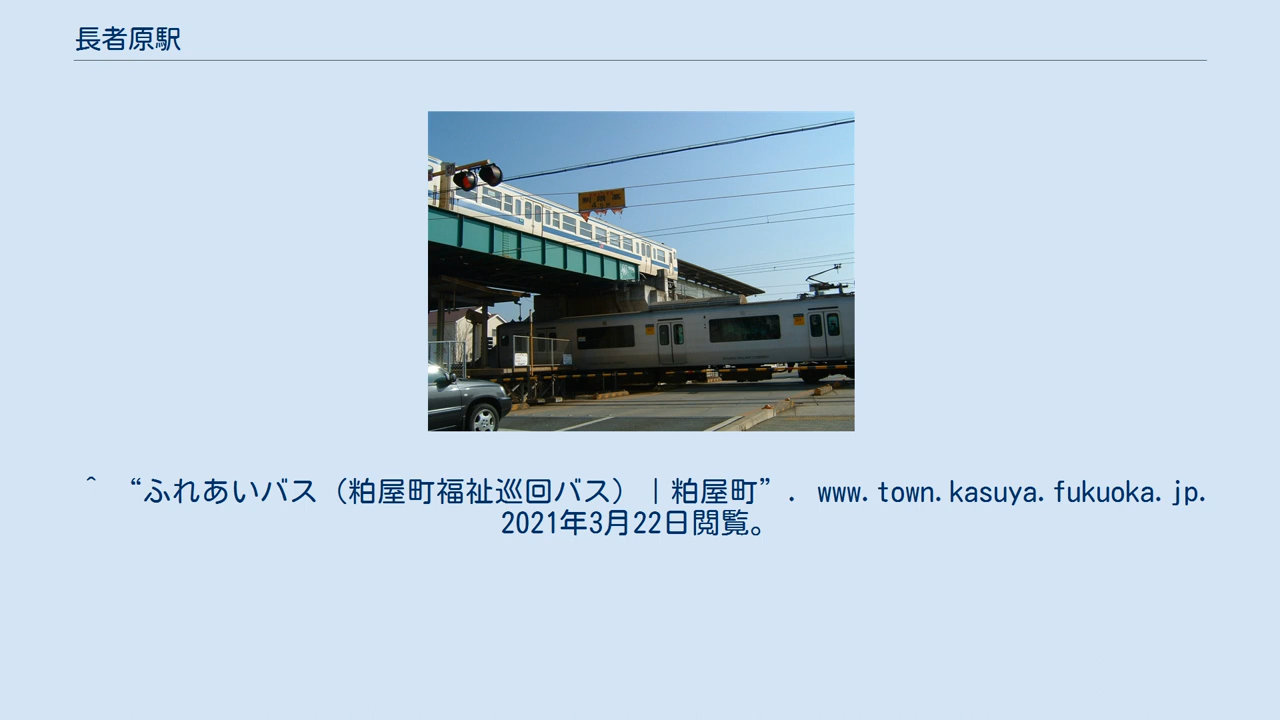 長者原駅
^ “ふれあいバス（粕屋町福祉巡回バス）｜粕屋町”. www.town.kasuya.fukuoka.jp.
2021年3月22日閲覧。